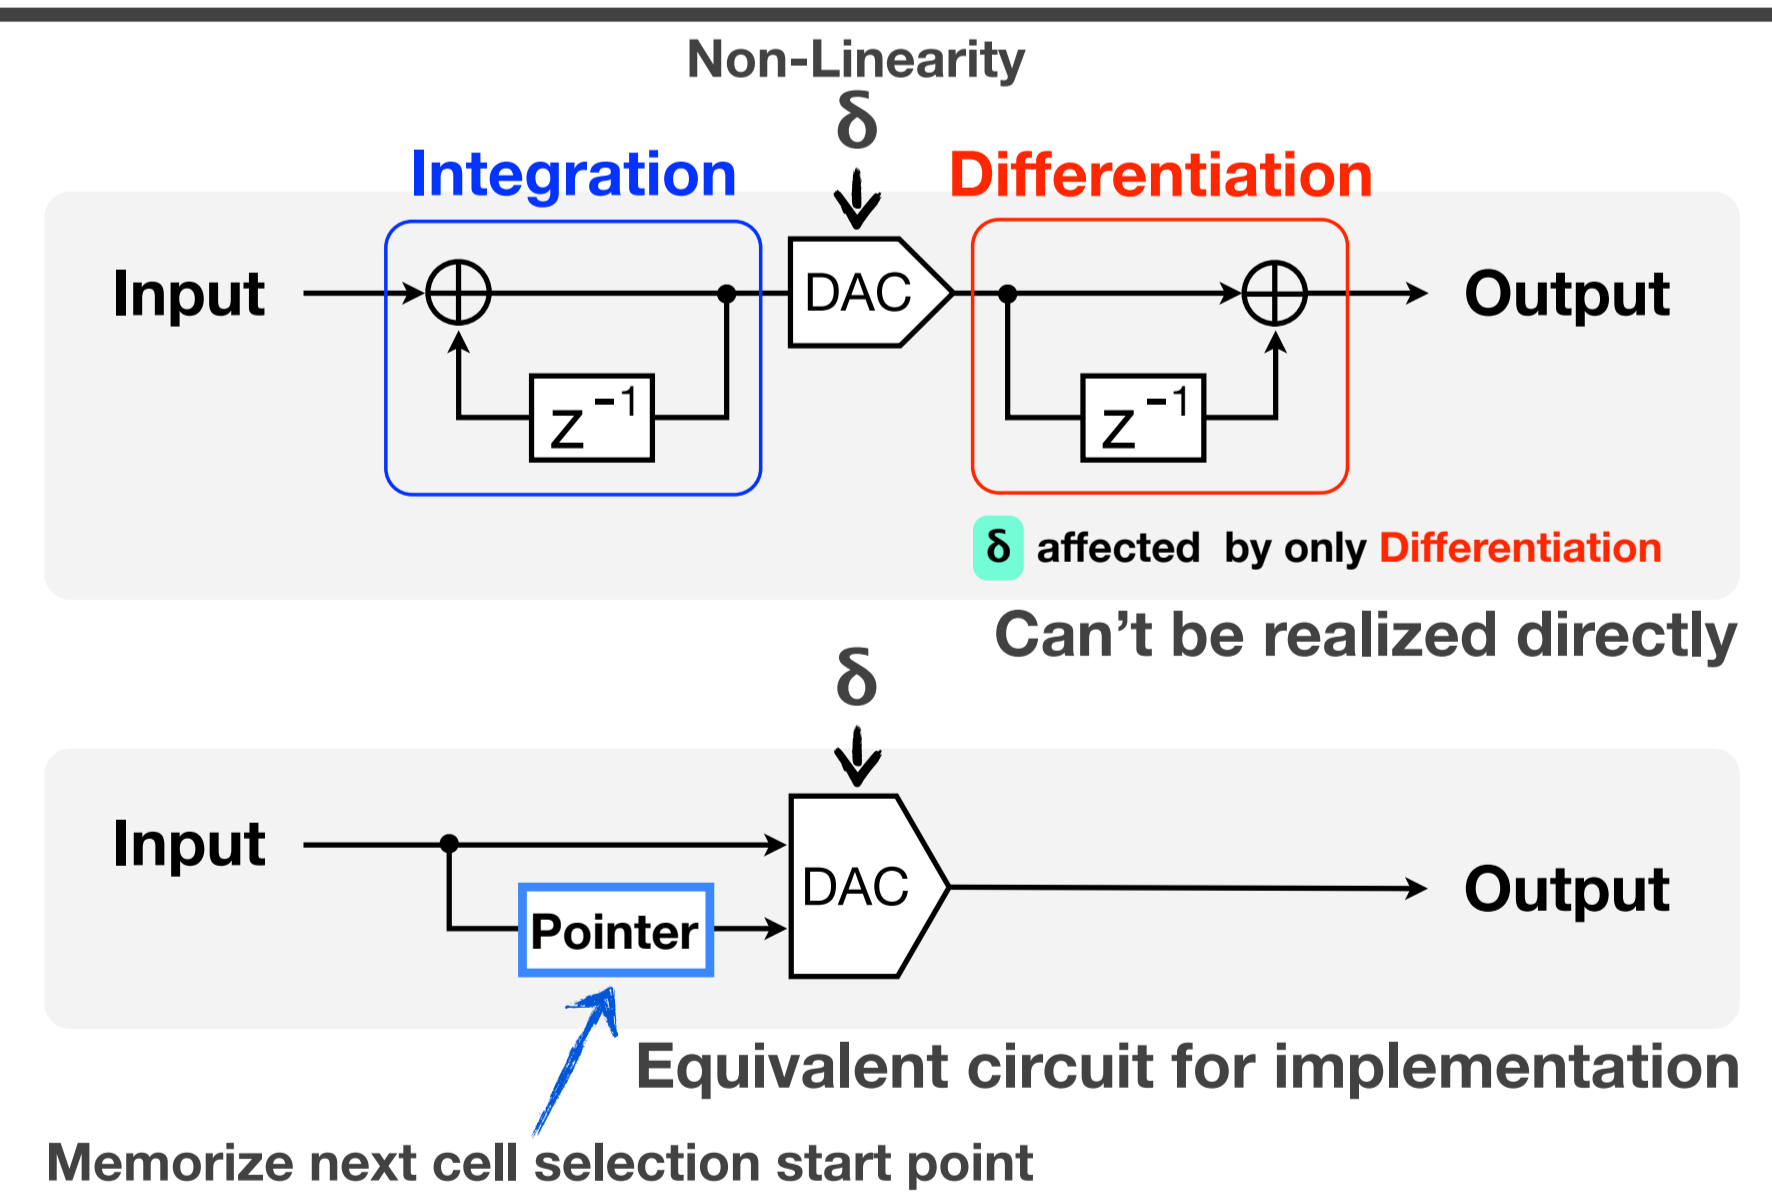 Non-Linearity
δ
Integration
Differentiation
Input
DAC
Output
z⁻¹
z⁻¹
δ affected by only Differentiation
Can't be realized directly
δ
Input
DAC
Output
Pointer
Equivalent circuit for implementation
Memorize next cell selection start point